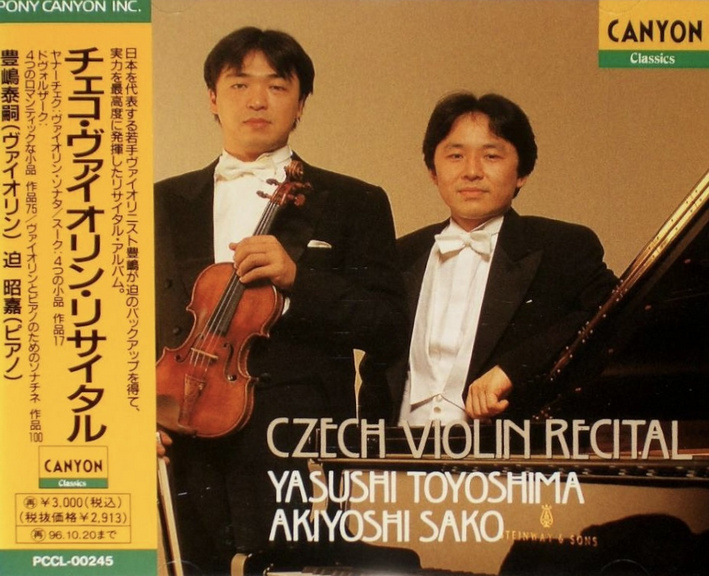 PONY CANYON INC.
チェコ・ヴァイオリン・リサイタル
日本を代表する若手ヴァイオリニスト豊嶋が迫のバックアップを得て、
実力を最高度に発揮したリサイタル・アルバム。
ヤナーチェク:ヴァイオリン・ソナタ/スーク:4つの小品 作品17
ドヴォルザーク:
4つのロマンティックな小品 作品75/ヴァイオリンとピアノのためのソナチネ 作品100
豊嶋泰嗣(ヴァイオリン) 迫 昭嘉(ピアノ)
CANYON
Classics
再 ¥3,000(税込)
(税抜価格¥2,913)
再 96.10.20まで
PCCL-00245
CANYON
Classics
CZECH VIOLIN RECITAL
YASUSHI TOYOSHIMA
AKIYOSHI SAKO
TEINWAY & SONS